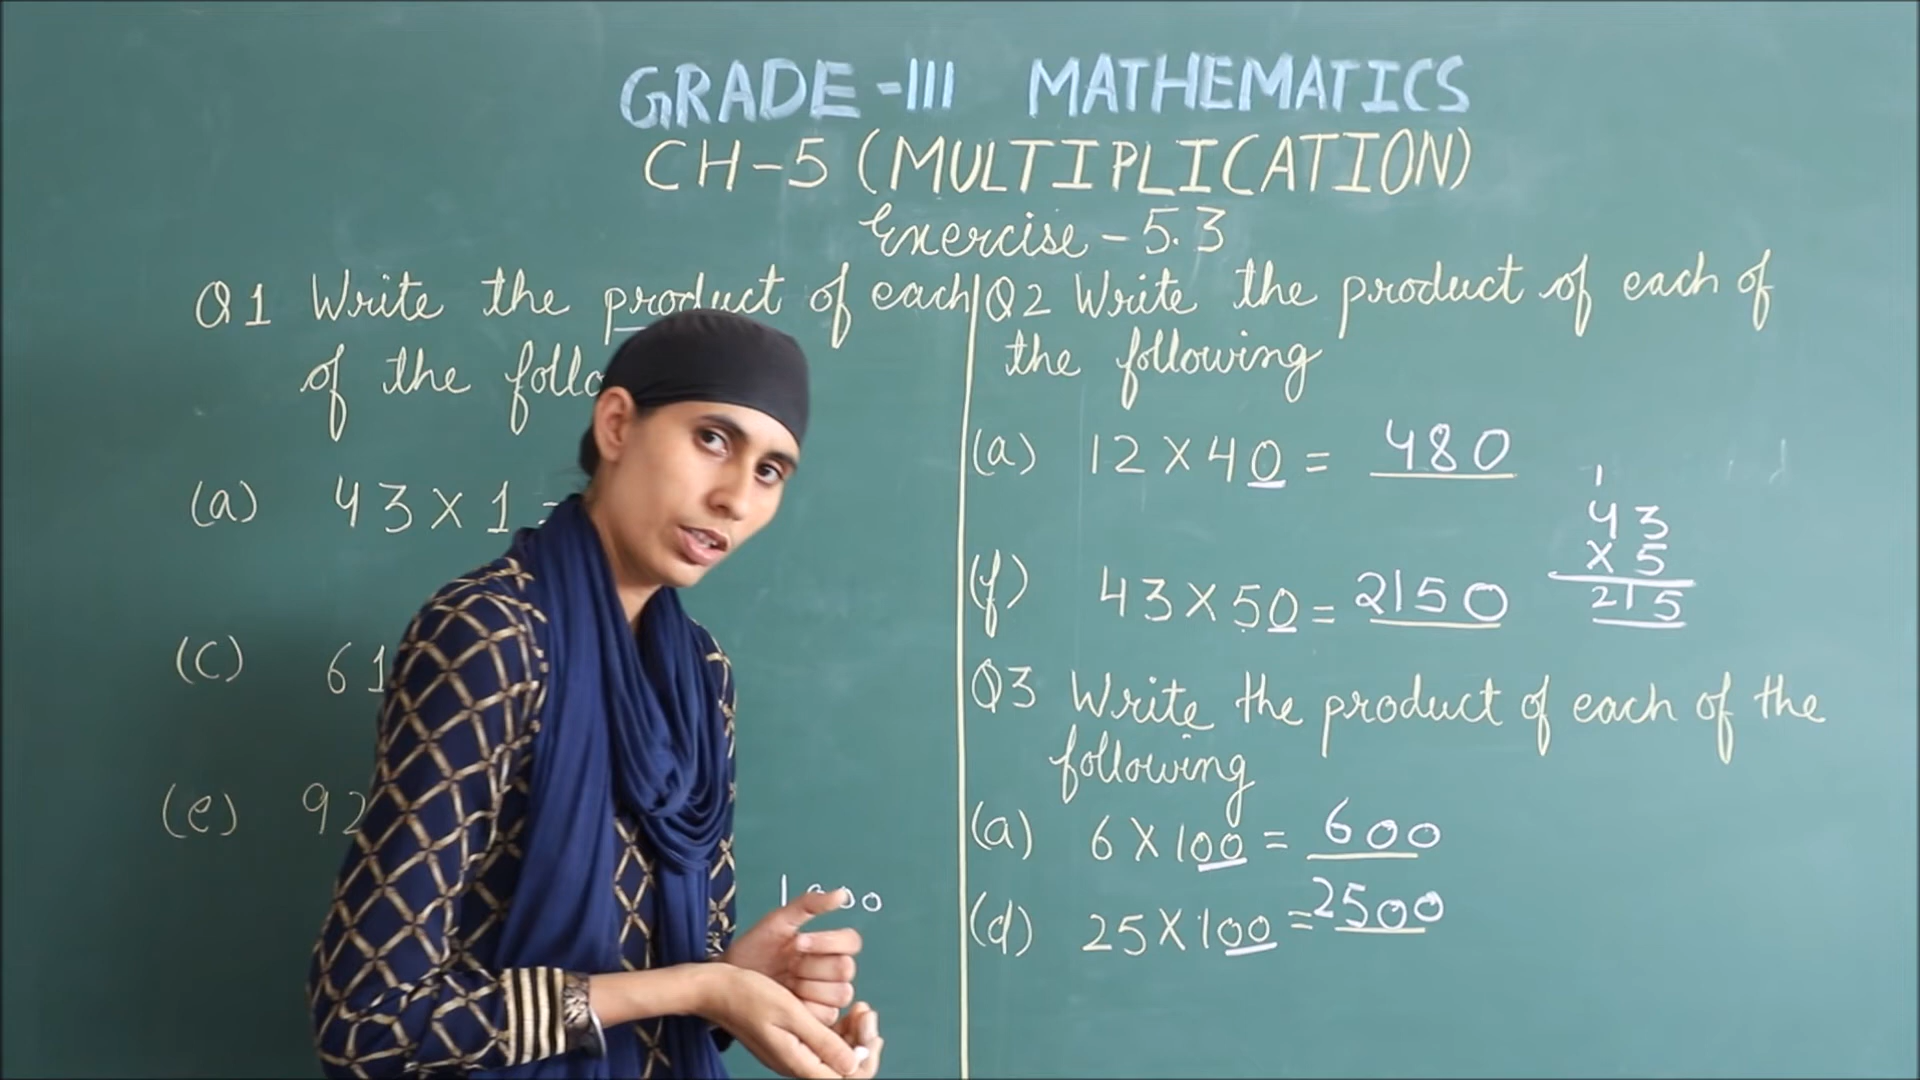 GRADE-III MATHEMATICS
CH-5 (MULTIPLICATION)
Exercise - 5.3
Q1 Write the product of each
of the
(a) 43 X 1 =
(c) 61
(e) 92
Q2 Write the product of each of
the following
(a) 12 X 40 = 480
(f) 43 X 50 = 2150
1
43
X 5
215
Q3 Write the product of each of the
following
(a) 6 X 100 = 600
(d) 25 X 100 = 2500